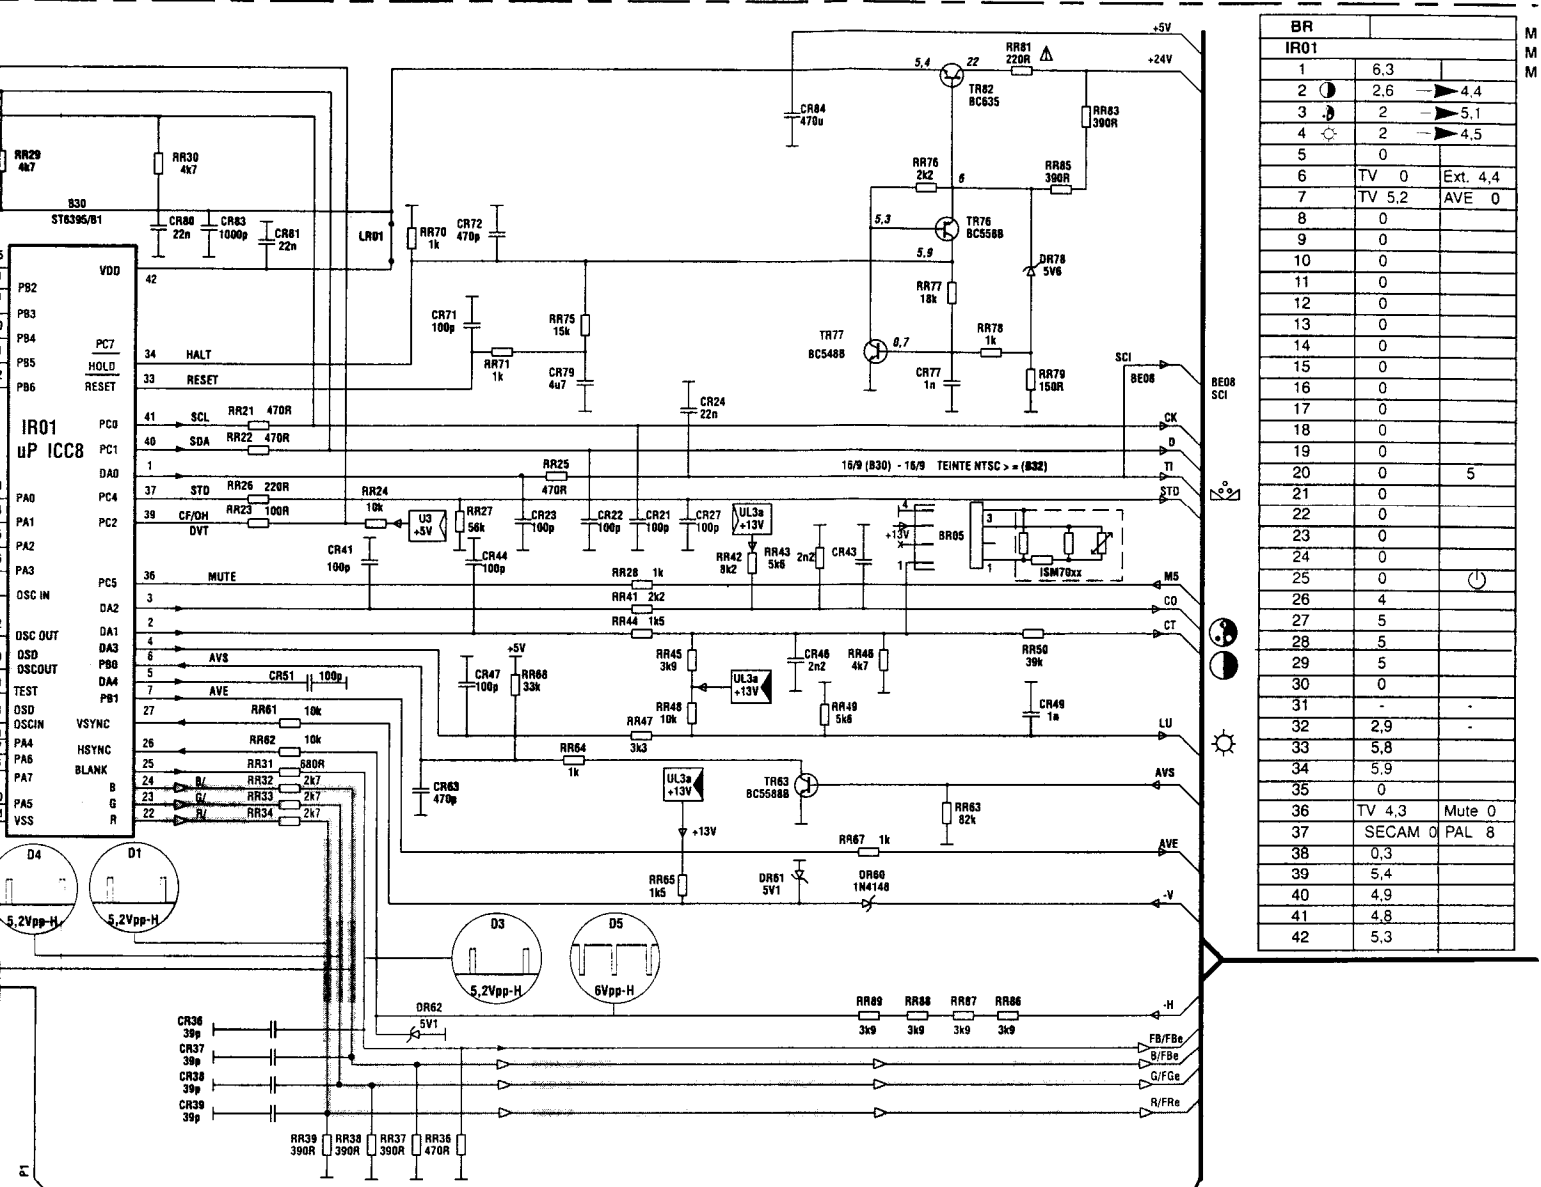 +5V
+24V
5,4
22
RR81
220R
TR82
BC635
CR84
470u
RR83
390R
RR29
4k7
RR30
4k7
RR76
2k2
6
RR85
390R
B30
ST6395/B1
CR80
22n
CR83
1000p
CR81
22n
LR01
RR70
1k
CR72
470p
5,3
TR76
BC558B
5,9
DR78
5V6
VDD
42
PB2
PB3
PB4
PB5
PB6
PC7
HOLD
RESET
34 HALT
33 RESET
CR71
100p
RR75
15k
RR71
1k
CR79
4u7
RR77
18k
TR77
BC548B
0,7
RR78
1k
CR77
1n
RR79
150R
SCI
BE08
BE08
SCI
IR01
uP ICC8
PC0
41 SCL
RR21 470R
CR24
22n
CK
PC1
40 SDA
RR22 470R
D
DA0
1
RR25
470R
16/9 (B30) - 16/9 TEINTE NTSC > = (B32)
TI
PA0
PC4
37 STD
RR26 220R
STD
PA1
PC2
39 CF/OH
DVT
RR23 100R
RR24
10k
U3
+5V
RR27
56k
CR23
100p
CR22
100p
CR21
100p
CR27
100p
UL3a
+13V
4
+13V
1
BR05
3
1
ISM70xx
PA2
PA3
CR41
100p
CR44
100p
RR42
8k2
RR43
5k6
2n2
CR43
OSC IN
PC5
36 MUTE
RR28 1k
M5
DA2
3
RR41 2k2
CO
OSC OUT
DA1
2
RR44 1k5
CT
OSD
OSCOUT
DA3
4
PB0
6
AVS
DA4
5
CR51 100p
TEST
PB1
7
AVE
+5V
CR47
100p
RR68
33k
RR45
3k9
UL3a
+13V
CR46
2n2
RR46
4k7
RR50
39k
OSD
OSCIN
VSYNC
27
RR61 10k
RR48
10k
RR49
5k6
CR49
1n
RR47
3k3
LU
PA4
PA6
PA7
PA5
VSS
HSYNC
26
RR62 10k
BLANK
25
RR31 680R
B
24
B/
RR32 2k7
G
23
G/
RR33 2k7
R
22
R/
RR34 2k7
RR64
1k
CR63
470p
UL3a
+13V
TR63
BC558BB
AVS
RR63
82k
+13V
RR67 1k
AVE
D4
5,2Vpp-H
D1
5,2Vpp-H
RR65
1k5
DR61
5V1
DR60
1N4148
-V
D3
5,2Vpp-H
D5
6Vpp-H
DR62
5V1
RR89
3k9
RR88
3k9
RR87
3k9
RR86
3k9
-H
CR36
39p
CR37
39p
CR38
39p
CR39
39p
FB/FBe
B/FBe
G/FGe
R/FRe
RR39
390R
RR38
390R
RR37
390R
RR36
470R
P1
BR
IR01
1 6,3
2 2,6 4,4
3 2 5,1
4 2 4,5
5 0
6 TV 0 Ext. 4,4
7 TV 5,2 AVE 0
8 0
9 0
10 0
11 0
12 0
13 0
14 0
15 0
16 0
17 0
18 0
19 0
20 0 5
21 0
22 0
23 0
24 0
25 0
26 4
27 5
28 5
29 5
30 0
31 - -
32 2,9 -
33 5,8
34 5,9
35 0
36 TV 4,3 Mute 0
37 SECAM 0 PAL 8
38 0,3
39 5,4
40 4,9
41 4,8
42 5,3
M
M
M